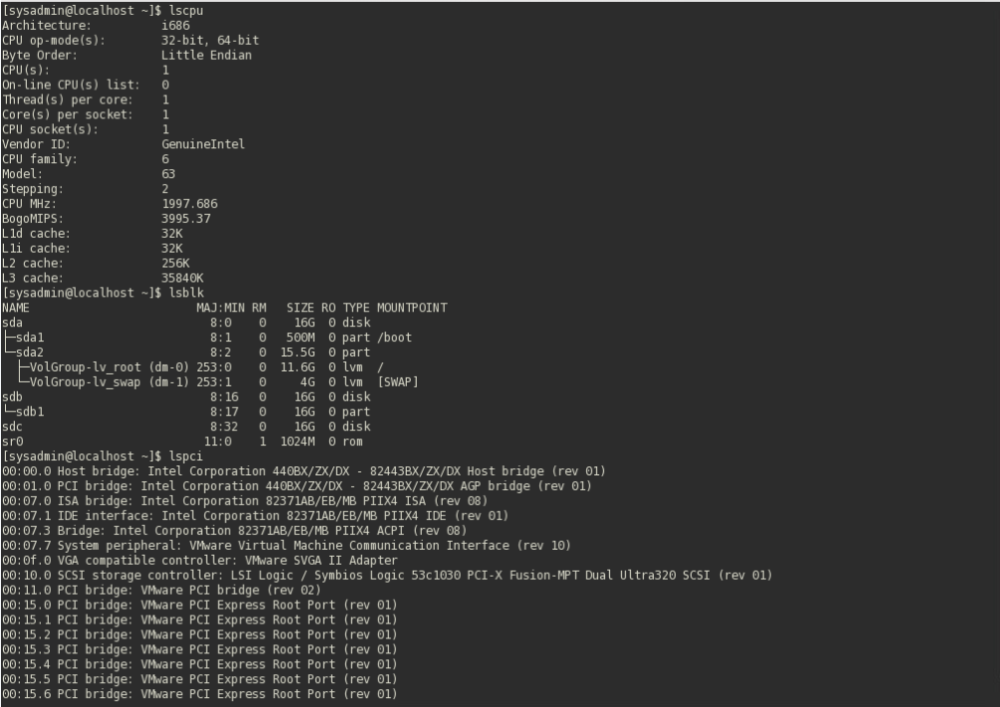 [sysadmin@localhost ~]$ lscpu
Architecture:          i686
CPU op-mode(s):        32-bit, 64-bit
Byte Order:            Little Endian
CPU(s):                1
On-line CPU(s) list:   0
Thread(s) per core:    1
Core(s) per socket:    1
CPU socket(s):         1
Vendor ID:             GenuineIntel
CPU family:            6
Model:                 63
Stepping:              2
CPU MHz:               1997.686
BogoMIPS:              3995.37
L1d cache:             32K
L1i cache:             32K
L2 cache:              256K
L3 cache:              35840K
[sysadmin@localhost ~]$ lsblk
NAME                        MAJ:MIN RM   SIZE RO TYPE MOUNTPOINT
sda                           8:0    0    16G  0 disk
├─sda1                        8:1    0   500M  0 part /boot
└─sda2                        8:2    0  15.5G  0 part
  ├─VolGroup-lv_root (dm-0) 253:0    0  11.6G  0 lvm  /
  └─VolGroup-lv_swap (dm-1) 253:1    0     4G  0 lvm  [SWAP]
sdb                           8:16   0    16G  0 disk
└─sdb1                        8:17   0    16G  0 part
sdc                           8:32   0    16G  0 disk
sr0                          11:0    1  1024M  0 rom
[sysadmin@localhost ~]$ lspci
00:00.0 Host bridge: Intel Corporation 440BX/ZX/DX - 82443BX/ZX/DX Host bridge (rev 01)
00:01.0 PCI bridge: Intel Corporation 440BX/ZX/DX - 82443BX/ZX/DX AGP bridge (rev 01)
00:07.0 ISA bridge: Intel Corporation 82371AB/EB/MB PIIX4 ISA (rev 08)
00:07.1 IDE interface: Intel Corporation 82371AB/EB/MB PIIX4 IDE (rev 01)
00:07.3 Bridge: Intel Corporation 82371AB/EB/MB PIIX4 ACPI (rev 08)
00:07.7 System peripheral: VMware Virtual Machine Communication Interface (rev 10)
00:0f.0 VGA compatible controller: VMware SVGA II Adapter
00:10.0 SCSI storage controller: LSI Logic / Symbios Logic 53c1030 PCI-X Fusion-MPT Dual Ultra320 SCSI (rev 01)
00:11.0 PCI bridge: VMware PCI bridge (rev 02)
00:15.0 PCI bridge: VMware PCI Express Root Port (rev 01)
00:15.1 PCI bridge: VMware PCI Express Root Port (rev 01)
00:15.2 PCI bridge: VMware PCI Express Root Port (rev 01)
00:15.3 PCI bridge: VMware PCI Express Root Port (rev 01)
00:15.4 PCI bridge: VMware PCI Express Root Port (rev 01)
00:15.5 PCI bridge: VMware PCI Express Root Port (rev 01)
00:15.6 PCI bridge: VMware PCI Express Root Port (rev 01)